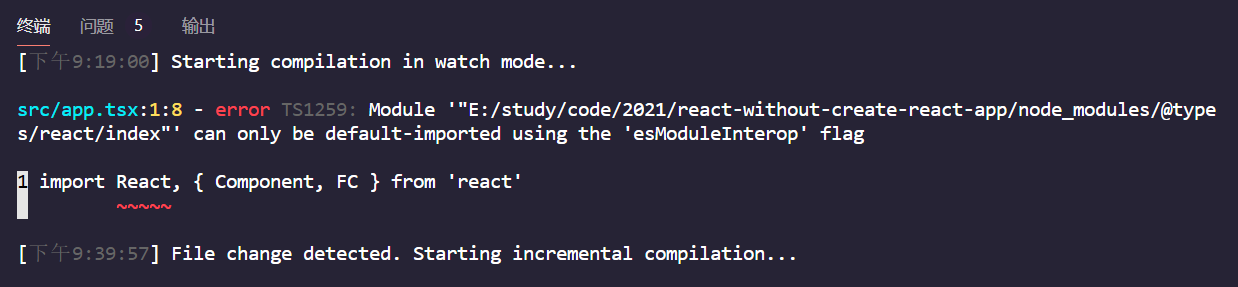 终端 问题 5 输出
[下午9:19:00] Starting compilation in watch mode...
src/app.tsx:1:8 - error TS1259: Module '"E:/study/code/2021/react-without-create-react-app/node_modules/@type
s/react/index"' can only be default-imported using the 'esModuleInterop' flag
1 import React, { Component, FC } from 'react'
~~~~~
[下午9:39:57] File change detected. Starting incremental compilation...